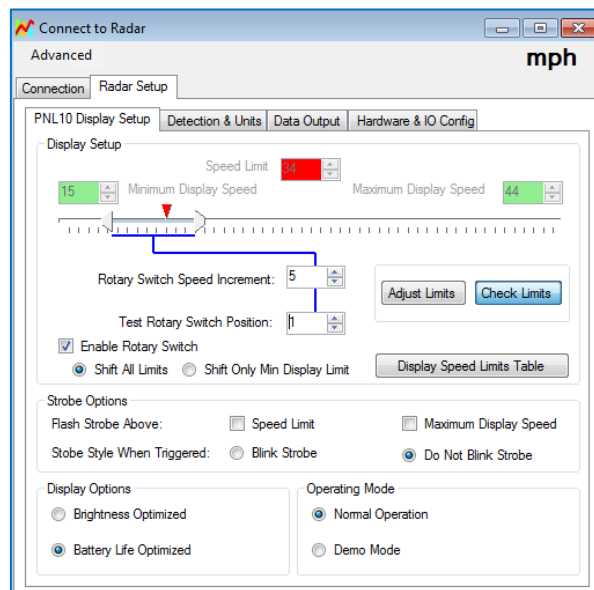 Connect to Radar
Advanced
mph
Connection Radar Setup
PNL10 Display Setup Detection & Units Data Output Hardware & IO Config
Display Setup
Speed Limit 34
15 Minimum Display Speed Maximum Display Speed 44
Rotary Switch Speed Increment: 5
Adjust Limits Check Limits
Test Rotary Switch Position: 1
Enable Rotary Switch
Shift All Limits Shift Only Min Display Limit Display Speed Limits Table
Strobe Options
Flash Strobe Above: Speed Limit Maximum Display Speed
Stobe Style When Triggered: Blink Strobe Do Not Blink Strobe
Display Options Operating Mode
Brightness Optimized Normal Operation
Battery Life Optimized Demo Mode